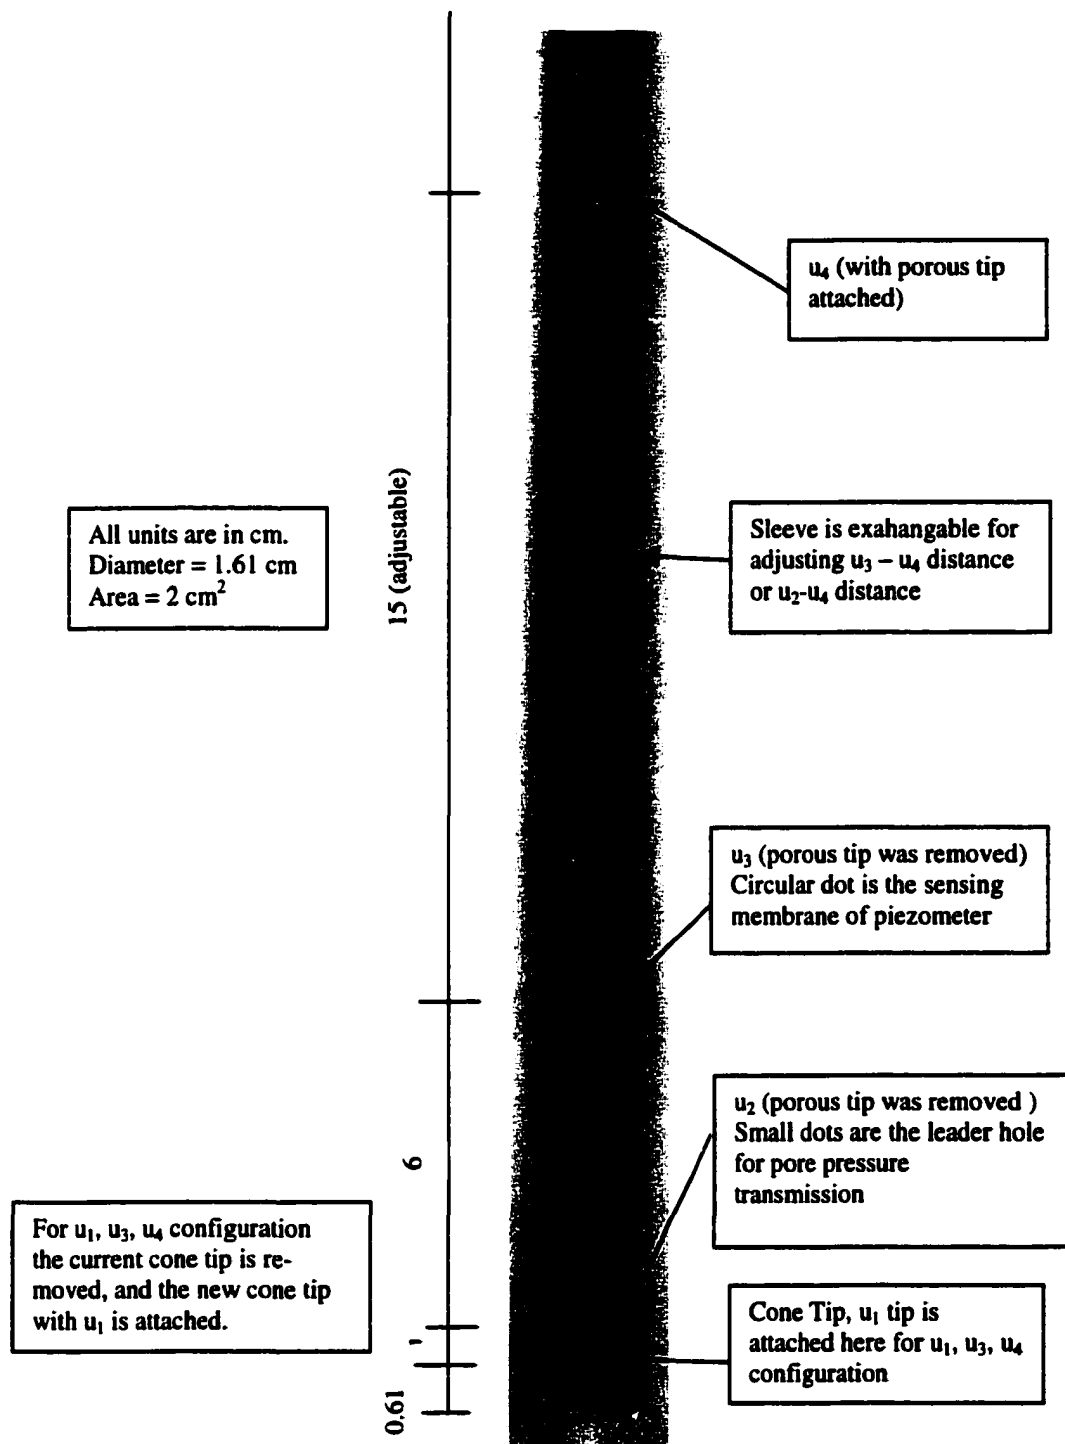 u₄ (with porous tip
attached)
15 (adjustable)
All units are in cm.
Diameter = 1.61 cm
Area = 2 cm²
Sleeve is exahangable for
adjusting u₃ – u₄ distance
or u₂-u₄ distance
u₃ (porous tip was removed)
Circular dot is the sensing
membrane of piezometer
6
u₂ (porous tip was removed )
Small dots are the leader hole
for pore pressure
transmission
For u₁, u₃, u₄ configuration
the current cone tip is re-
moved, and the new cone tip
with u₁ is attached.
1
Cone Tip, u₁ tip is
attached here for u₁, u₃, u₄
configuration
0.61